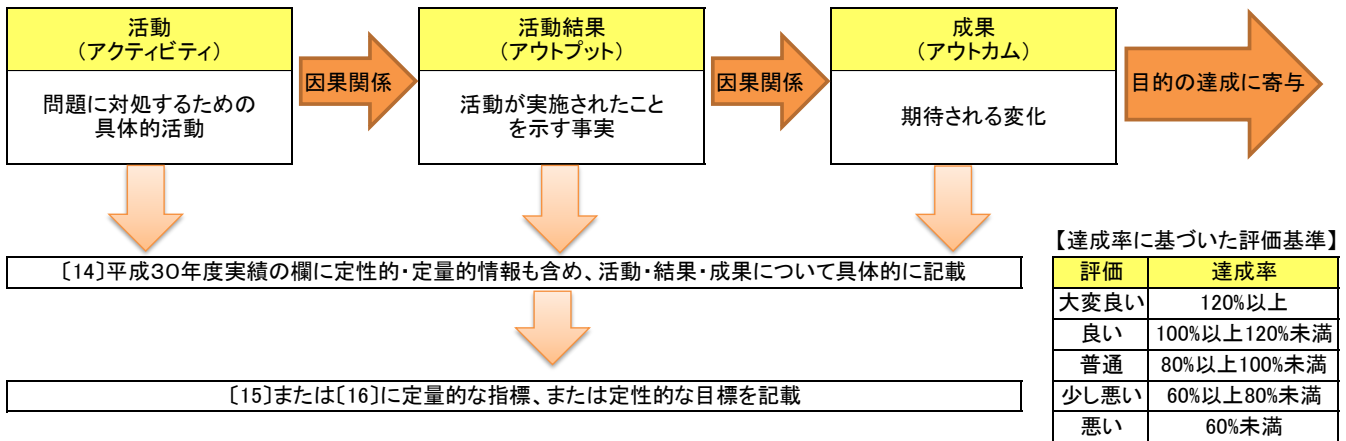 活動
（アクティビティ）
問題に対処するための
具体的活動
因果関係
活動結果
（アウトプット）
活動が実施されたこと
を示す事実
因果関係
成果
（アウトカム）
期待される変化
目的の達成に寄与
〔14〕平成３０年度実績の欄に定性的・定量的情報も含め、活動・結果・成果について具体的に記載
〔15〕または〔16〕に定量的な指標、または定性的な目標を記載
【達成率に基づいた評価基準】
評価 達成率
大変良い 120%以上
良い 100%以上120%未満
普通 80%以上100%未満
少し悪い 60%以上80%未満
悪い 60%未満